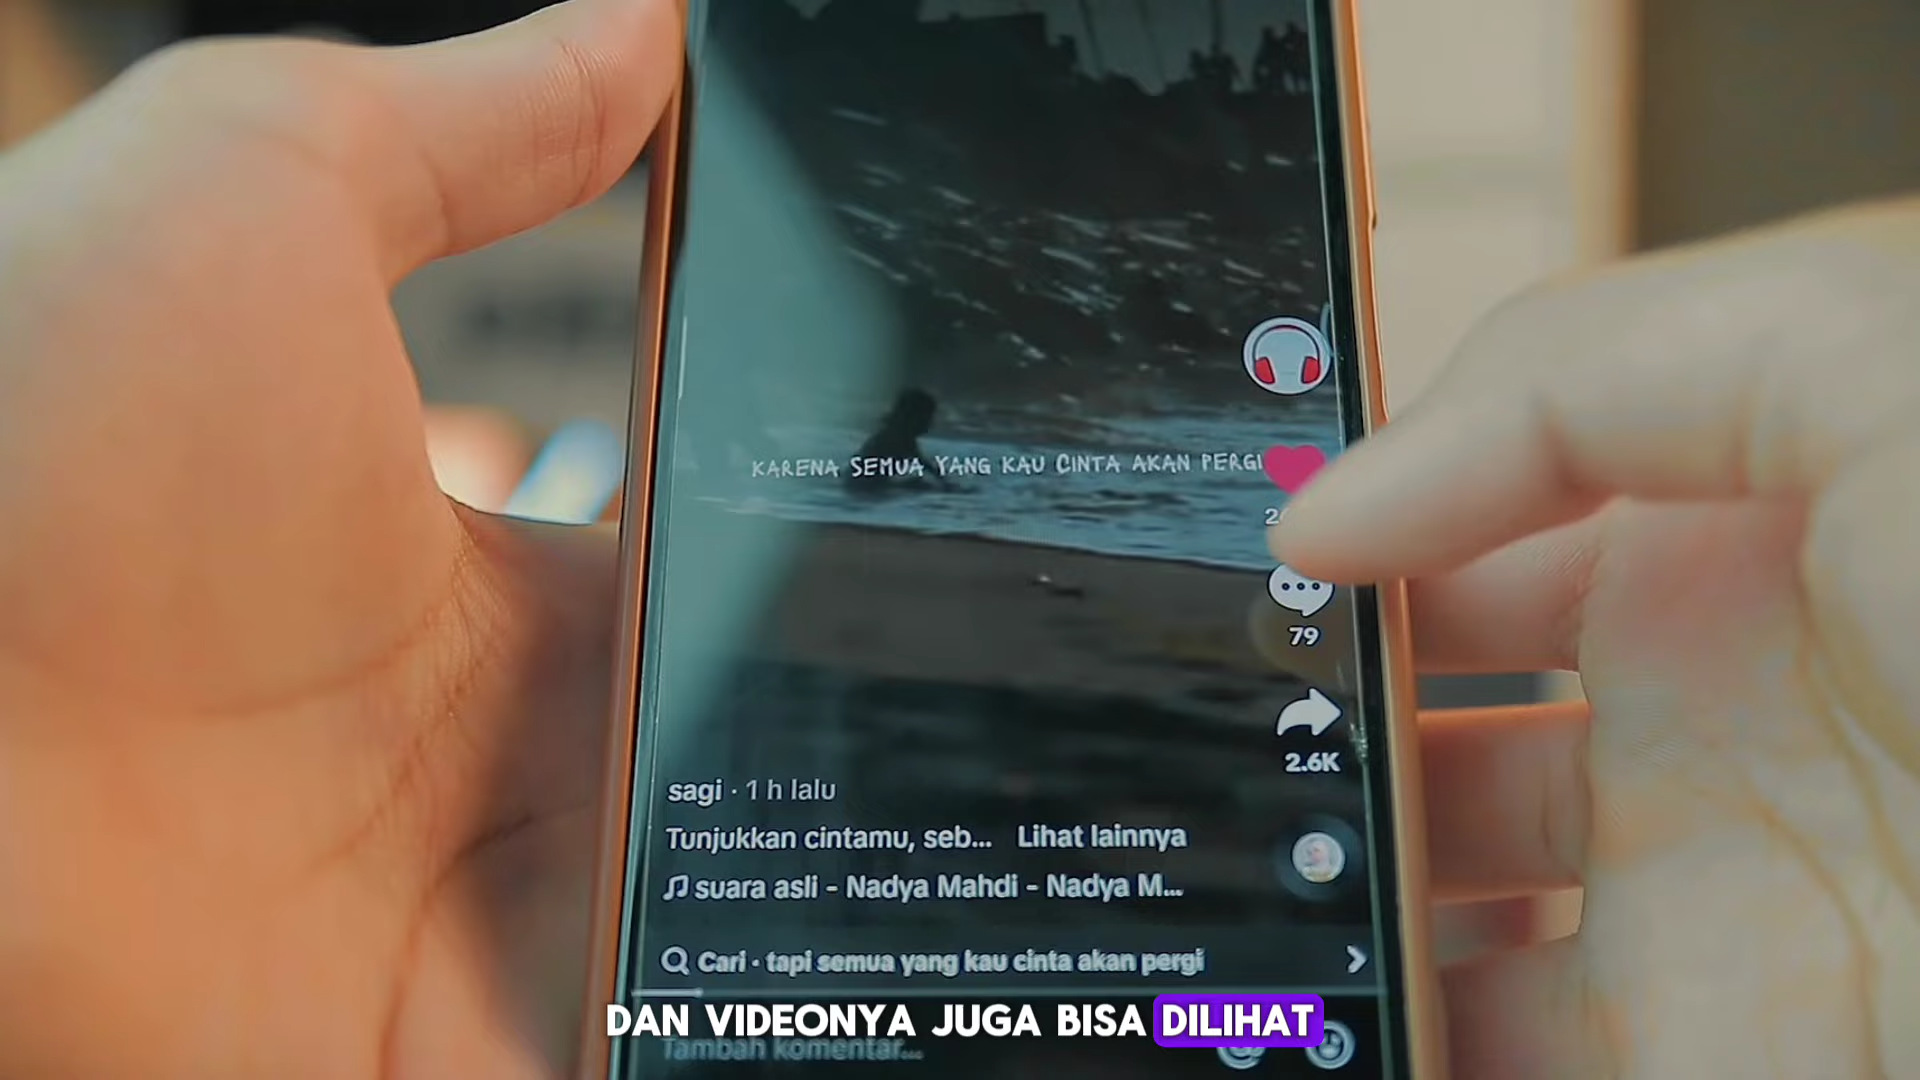 KARENA SEMUA YANG KAU CINTA AKAN PERGI
79
2.6K
sagi · 1 h lalu
Tunjukkan cintamu, seb... Lihat lainnya
suara asli - Nadya Mahdi - Nadya M...
Cari · tapi semua yang kau cinta akan pergi
DAN VIDEONYA JUGA BISA DILIHAT
Tambah komentar...